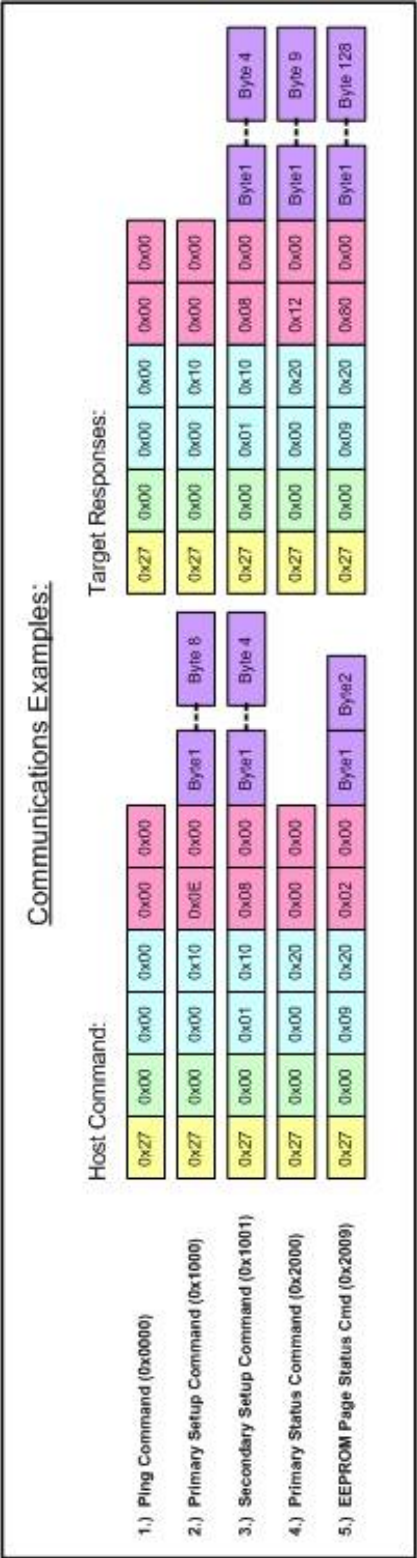 Communications Examples:
Host Command: Target Responses:
1.) Ping Command (0x0000) 0x27 0x00 0x00 0x00 0x00 0x00 0x27 0x00 0x00 0x00 0x00 0x00
2.) Primary Setup Command (0x1000) 0x27 0x00 0x00 0x10 0x0E 0x00 Byte1 Byte 8 0x27 0x00 0x00 0x10 0x00 0x00
3.) Secondary Setup Command (0x1001) 0x27 0x00 0x01 0x10 0x08 0x00 Byte1 Byte 4 0x27 0x00 0x01 0x10 0x08 0x00 Byte1 Byte 4
4.) Primary Status Command (0x2000) 0x27 0x00 0x00 0x20 0x00 0x00 0x27 0x00 0x00 0x20 0x12 0x00 Byte1 Byte 9
5.) EEPROM Page Status Cmd (0x2009) 0x27 0x00 0x09 0x20 0x02 0x00 Byte1 Byte2 0x27 0x00 0x09 0x20 0x80 0x00 Byte1 Byte 128